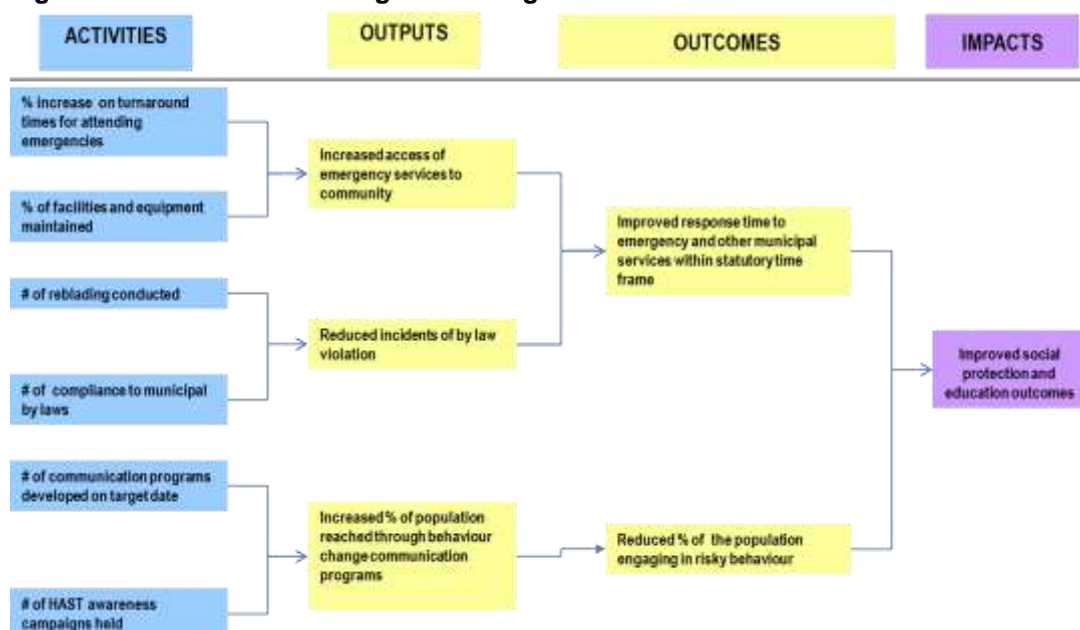 ACTIVITIES
OUTPUTS
OUTCOMES
IMPACTS
% increase on turnaround
times for attending
emergencies
% of facilities and equipment
maintained
# of reblading conducted
# of compliance to municipal
by laws
# of communication programs
developed on target date
# of HAST awareness
campaigns held
Increased access of
emergency services to
community
Reduced incidents of by law
violation
Increased % of population
reached through behaviour
change communication
programs
Improved response time to
emergency and other municipal
services within statutory time
frame
Reduced % of the population
engaging in risky behaviour
Improved social
protection and
education outcomes